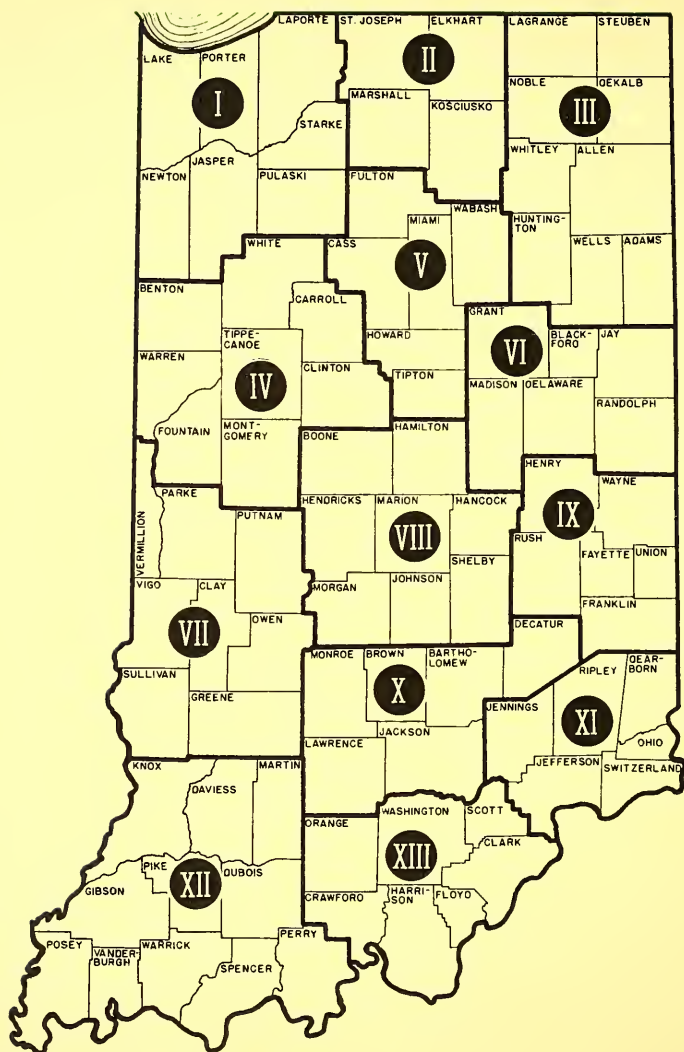 LAPORTE
ST. JOSEPH
ELKHART
LAGRANGE
STEUBEN
LAKE
PORTER
II
NOBLE
DEKALB
I
MARSHALL
KOSCIUSKO
III
STARKE
WHITLEY
ALLEN
JASPER
NEWTON
PULASKI
FULTON
WABASH
MIAMI
HUNTING-
TON
WHITE
CASS
V
WELLS
ADAMS
BENTON
CARROLL
GRANT
TIPPE-
CANOE
HOWARD
VI
BLACK-
FORD
JAY
WARREN
IV
CLINTON
TIPTON
MADISON
DELAWARE
RANDOLPH
FOUNTAIN
MONT-
GOMERY
BOONE
HAMILTON
HENRY
WAYNE
PARKE
HENDRICKS
MARION
HANCOCK
IX
PUTNAM
VERMILLION
VIII
RUSH
FAYETTE
UNION
SHELBY
VIGO
CLAY
MORGAN
JOHNSON
FRANKLIN
OWEN
DECATUR
VII
MONROE
BROWN
BARTHO-
LOMEW
DEAR-
BORN
RIPLEY
SULLIVAN
X
XI
GREENE
JENNINGS
OHIO
JACKSON
LAWRENCE
JEFFERSON
SWITZERLAND
KNOX
MARTIN
DAVIESS
WASHINGTON
SCOTT
ORANGE
XIII
CLARK
PIKE
XII
DUBOIS
GIBSON
CRAWFORD
HARRI-
SON
FLOYD
POSEY
VANDER-
BURGH
WARRICK
PERRY
SPENCER